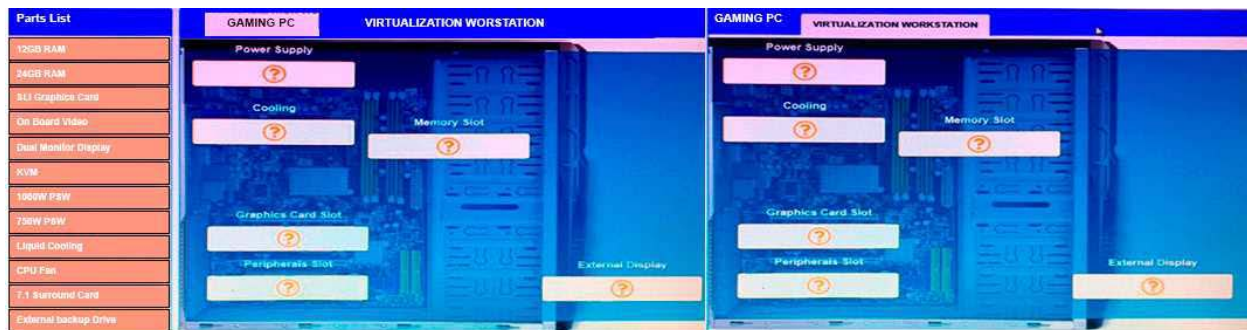 Parts List
12GB RAM
24GB RAM
SLI Graphics Card
On Board Video
Dual Monitor Display
KVM
1000W PSW
750W PSW
Liquid Cooling
CPU Fan
7.1 Surround Card
External backup Drive
GAMING PC
VIRTUALIZATION WORSTATION
Power Supply
?
Cooling
?
Memory Slot
?
Graphics Card Slot
?
Peripherals Slot
?
External Display
?
GAMING PC
VIRTUALIZATION WORKSTATION
Power Supply
?
Cooling
?
Memory Slot
?
Graphics Card Slot
?
Peripherals Slot
?
External Display
?